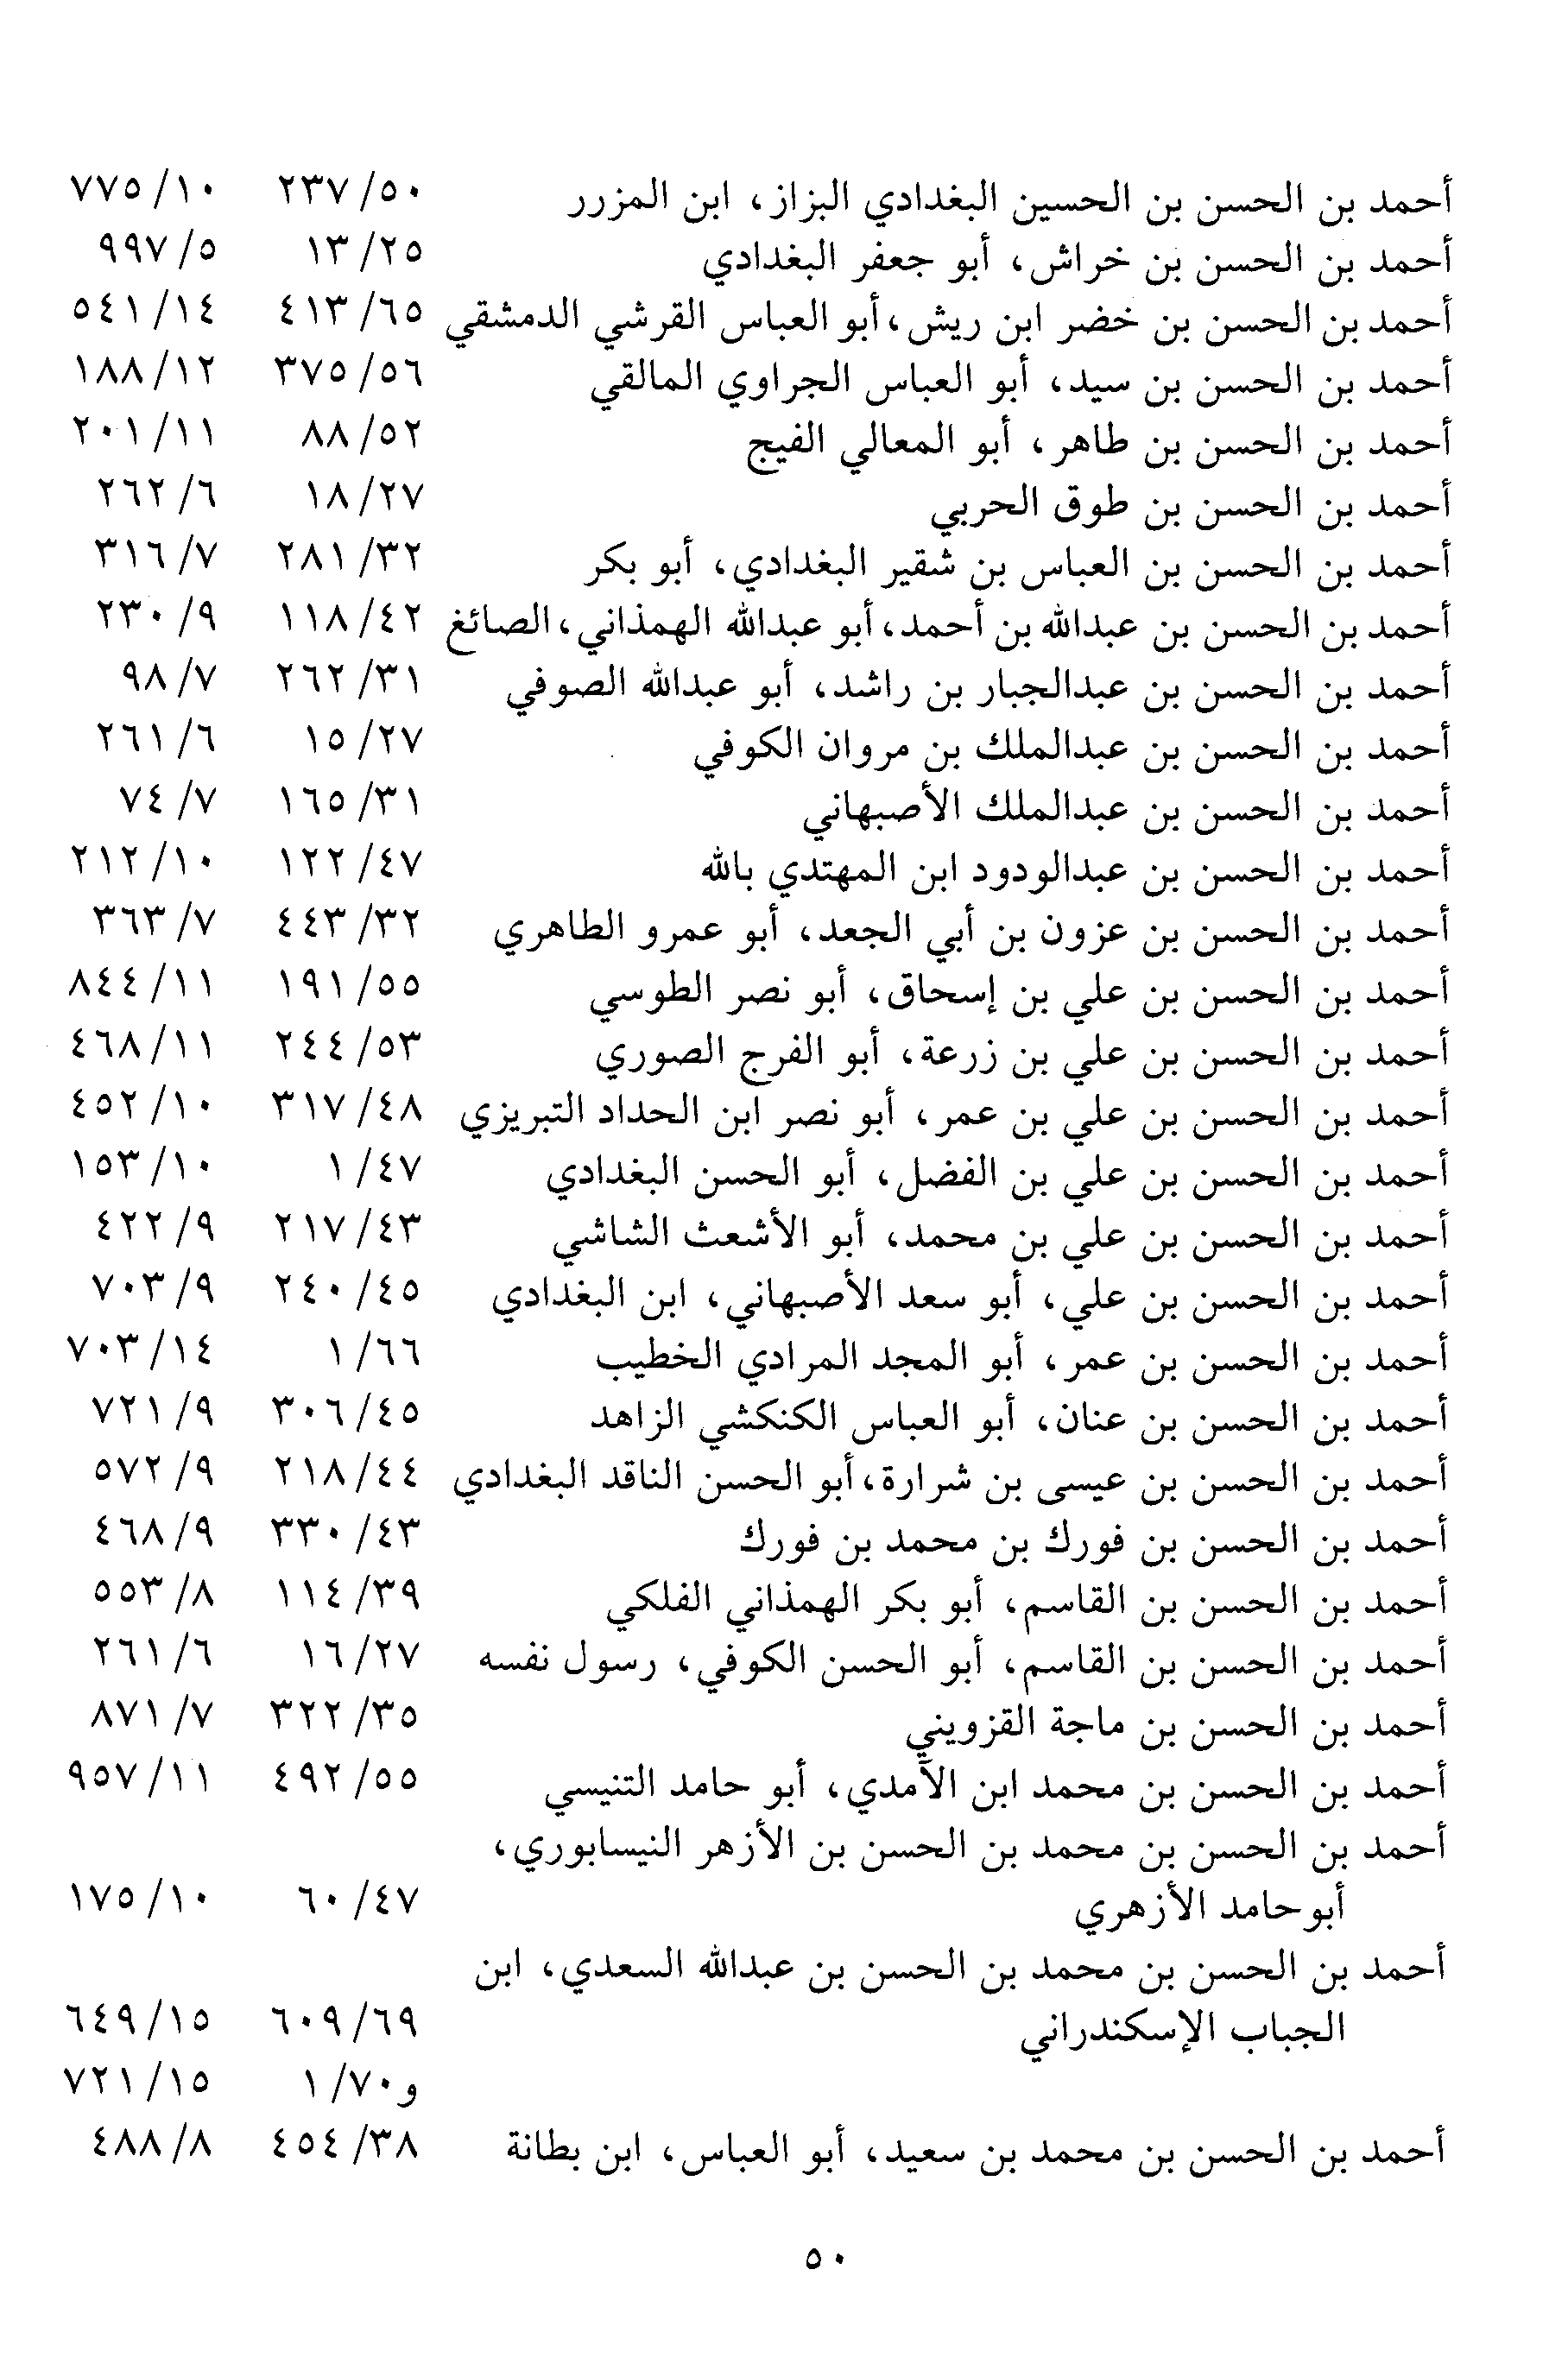 أحمد بن الحسن بن الحسين البغدادي البزاز، ابن المزرر ٢٣٧/٥٠ ٧٧٥/١٠
أحمد بن الحسن بن خراش، أبو جعفر البغدادي ١٣/٢٥ ٩٩٧/٥
أحمد بن الحسن بن خضر ابن ريش، أبو العباس القرشي الدمشقي ٤١٣/٦٥ ٥٤١/١٤
أحمد بن الحسن بن سيد، أبو العباس الجراوي المالقي ٣٧٥/٥٦ ١٨٨/١٢
أحمد بن الحسن بن طاهر، أبو المعالي الفيج ٨٨/٥٢ ٢٠١/١١
أحمد بن الحسن بن طوق الحربي ١٨/٢٧ ٢٦٢/٦
أحمد بن الحسن بن العباس بن شقير البغدادي، أبو بكر ٢٨١/٣٢ ٣١٦/٧
أحمد بن الحسن بن عبدالله بن أحمد، أبو عبدالله الهمذاني، الصائغ ١١٨/٤٢ ٢٣٠/٩
أحمد بن الحسن بن عبدالجبار بن راشد، أبو عبدالله الصوفي ٢٦٢/٣١ ٩٨/٧
أحمد بن الحسن بن عبدالملك بن مروان الكوفي ١٥/٢٧ ٢٦١/٦
أحمد بن الحسن بن عبدالملك الأصبهاني ١٦٥/٣١ ٧٤/٧
أحمد بن الحسن بن عبدالودود ابن المهتدي بالله ١٢٢/٤٧ ٢١٢/١٠
أحمد بن الحسن بن عزون بن أبي الجعد، أبو عمرو الطاهري ٤٤٣/٣٢ ٣٦٣/٧
أحمد بن الحسن بن علي بن إسحاق، أبو نصر الطوسي ١٩١/٥٥ ٨٤٤/١١
أحمد بن الحسن بن علي بن زرعة، أبو الفرج الصوري ٢٤٤/٥٣ ٤٦٨/١١
أحمد بن الحسن بن علي بن عمر، أبو نصر ابن الحداد التبريزي ٣١٧/٤٨ ٤٥٢/١٠
أحمد بن الحسن بن علي بن الفضل، أبو الحسن البغدادي ١/٤٧ ١٥٣/١٠
أحمد بن الحسن بن علي بن محمد، أبو الأشعث الشاشي ٢١٧/٤٣ ٤٢٢/٩
أحمد بن الحسن بن علي، أبو سعد الأصبهاني، ابن البغدادي ٢٤٠/٤٥ ٧٠٣/٩
أحمد بن الحسن بن عمر، أبو المجد المرادي الخطيب ١/٦٦ ٧٠٣/١٤
أحمد بن الحسن بن عنان، أبو العباس الكنكشي الزاهد ٣٠٦/٤٥ ٧٢١/٩
أحمد بن الحسن بن عيسى بن شرارة، أبو الحسن الناقد البغدادي ٢١٨/٤٤ ٥٧٢/٩
أحمد بن الحسن بن فورك بن محمد بن فورك ٣٣٠/٤٣ ٤٦٨/٩
أحمد بن الحسن بن القاسم، أبو بكر الهمذاني الفلكي ١١٤/٣٩ ٥٥٣/٨
أحمد بن الحسن بن القاسم، أبو الحسن الكوفي، رسول نفسه ١٦/٢٧ ٢٦١/٦
أحمد بن الحسن بن ماجة القزويني ٣٢٢/٣٥ ٨٧١/٧
أحمد بن الحسن بن محمد ابن الآمدي، أبو حامد التنيسي ٤٩٢/٥٥ ٩٥٧/١١
أحمد بن الحسن بن محمد بن الحسن بن الأزهر النيسابوري،
أبو حامد الأزهري ٦٠/٤٧ ١٧٥/١٠
أحمد بن الحسن بن محمد بن الحسن بن عبدالله السعدي، ابن
الجباب الإسكندراني ٦٠٩/٦٩ ٦٤٩/١٥
و١/٧٠ ٧٢١/١٥
أحمد بن الحسن بن محمد بن سعيد، أبو العباس، ابن بطانة ٤٥٤/٣٨ ٤٨٨/٨
٥٠